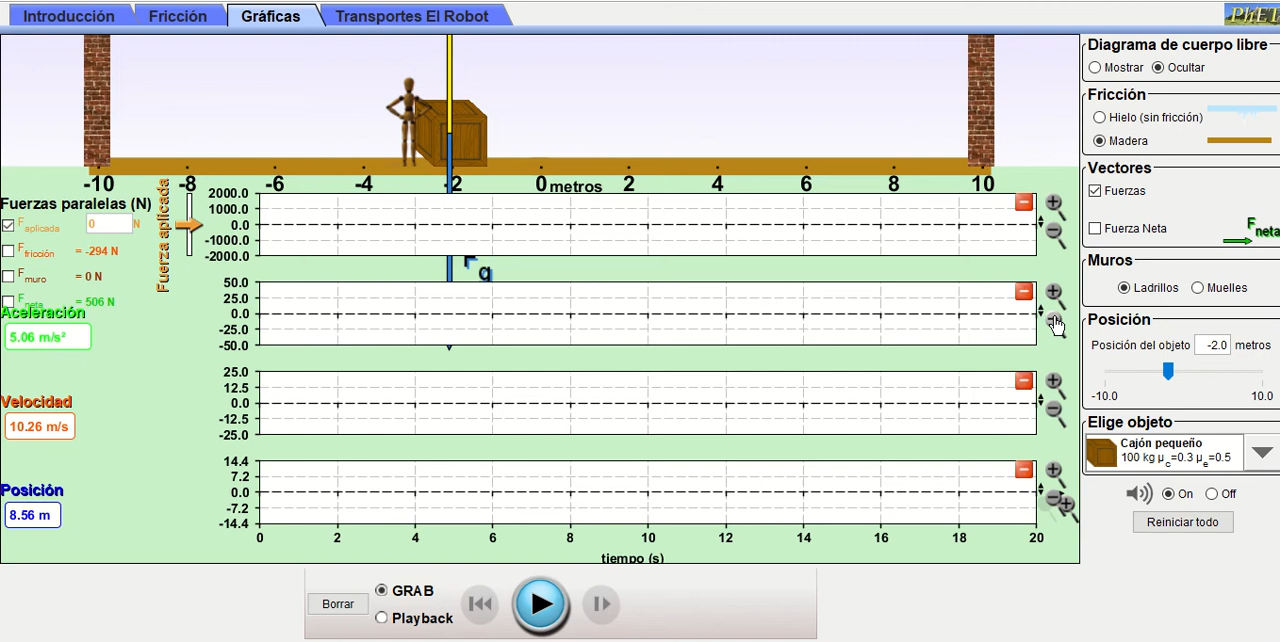 Introducción
Fricción
Gráficas
Transportes El Robot
PhET
-10 -8 -6 -4 -2 0 metros 2 4 6 8 10
Fuerzas paralelas (N)
F aplicada 0 N
F fricción = -294 N
F muro = 0 N
F neta = 506 N
Fuerza aplicada
2000.0
1000.0
0.0
-1000.0
-2000.0
F g
Aceleración
5.06 m/s²
50.0
25.0
0.0
-25.0
-50.0
Velocidad
10.26 m/s
25.0
12.5
0.0
-12.5
-25.0
Posición
8.56 m
14.4
7.2
0.0
-7.2
-14.4
0 2 4 6 8 10 12 14 16 18 20
tiempo (s)
Borrar
GRAB
Playback
Diagrama de cuerpo libre
Mostrar Ocultar
Fricción
Hielo (sin fricción)
Madera
Vectores
Fuerzas
Fuerza Neta
F neta
Muros
Ladrillos Muelles
Posición
Posición del objeto -2.0 metros
-10.0 10.0
Elige objeto
Cajón pequeño
100 kg μc=0.3 μe=0.5
On Off
Reiniciar todo